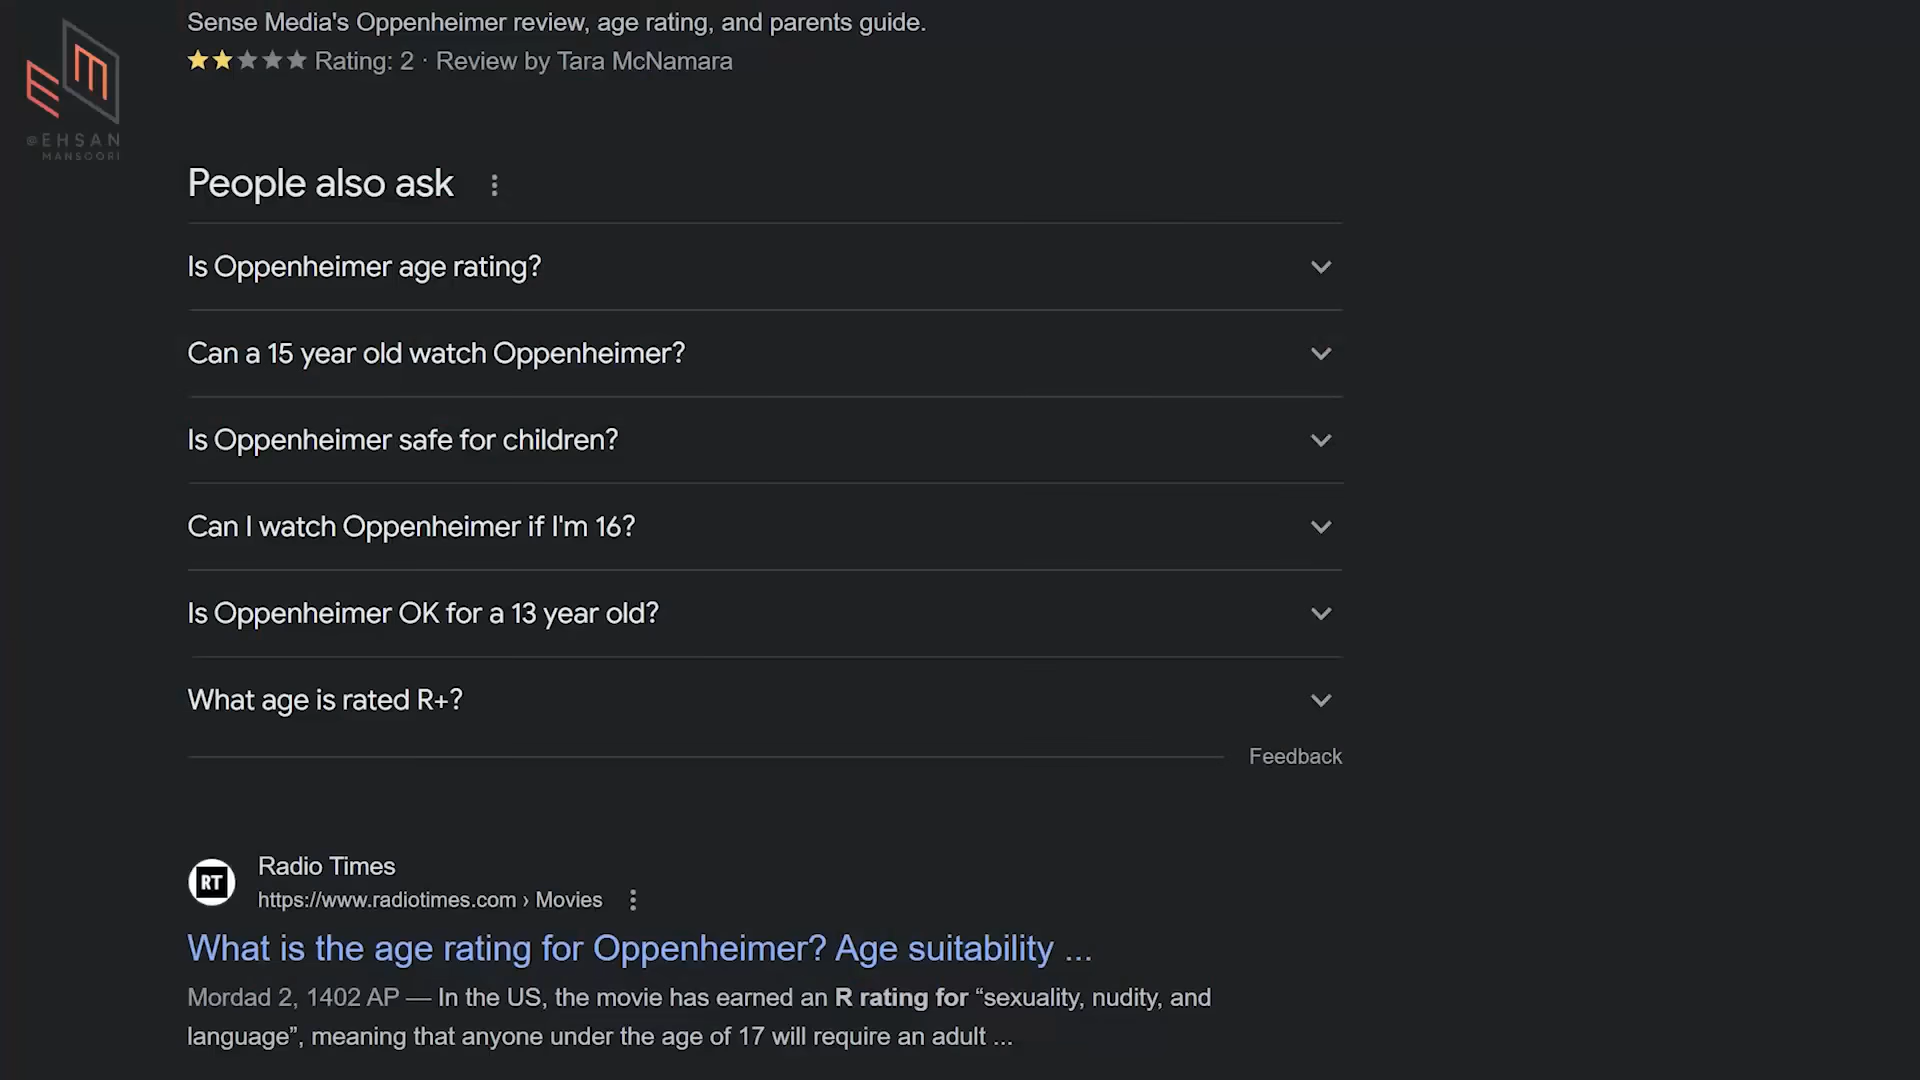 Sense Media's Oppenheimer review, age rating, and parents guide.
Rating: 2 · Review by Tara McNamara
@EHSAN
MANSOORI
People also ask
Is Oppenheimer age rating?
Can a 15 year old watch Oppenheimer?
Is Oppenheimer safe for children?
Can I watch Oppenheimer if I'm 16?
Is Oppenheimer OK for a 13 year old?
What age is rated R+?
Feedback
RT
Radio Times
https://www.radiotimes.com › Movies
What is the age rating for Oppenheimer? Age suitability ...
Mordad 2, 1402 AP — In the US, the movie has earned an R rating for “sexuality, nudity, and
language”, meaning that anyone under the age of 17 will require an adult ...